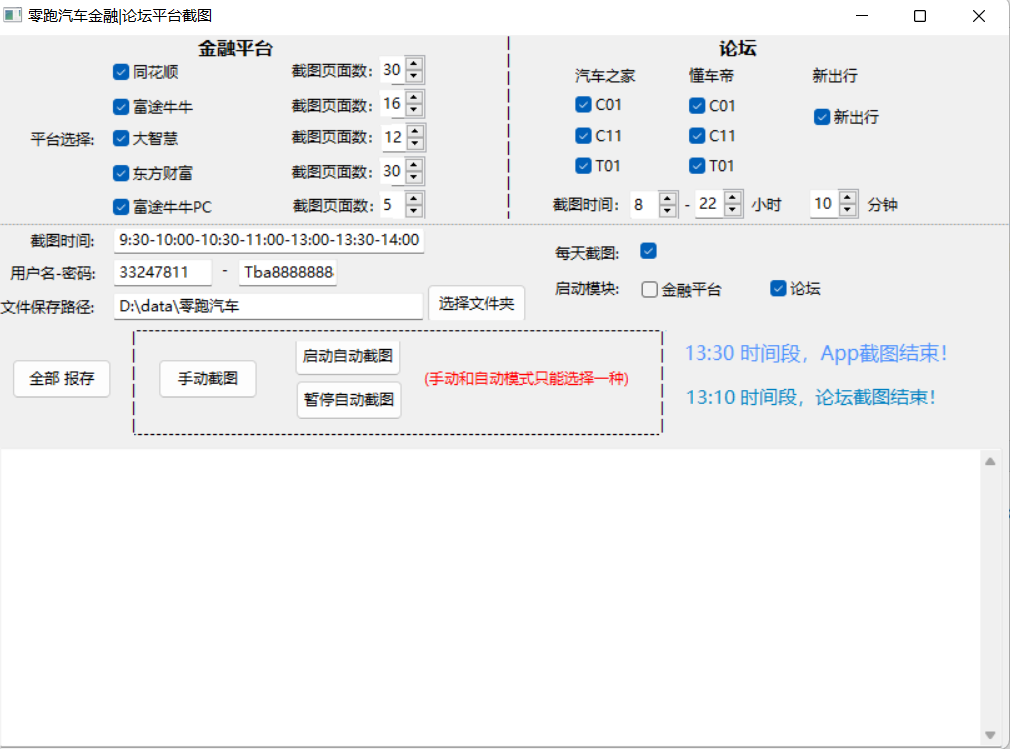 零跑汽车金融|论坛平台截图
金融平台
论坛
平台选择:
同花顺 截图页面数: 30
富途牛牛 截图页面数: 16
大智慧 截图页面数: 12
东方财富 截图页面数: 30
富途牛牛PC 截图页面数: 5
汽车之家 懂车帝 新出行
C01 C01 新出行
C11 C11
T01 T01
截图时间: 8 - 22 小时 10 分钟
截图时间: 9:30-10:00-10:30-11:00-13:00-13:30-14:00
用户名-密码: 33247811 - Tba8888888
文件保存路径: D:\data\零跑汽车 选择文件夹
每天截图:
启动模块: 金融平台 论坛
全部 报存
手动截图
启动自动截图
暂停自动截图
(手动和自动模式只能选择一种)
13:30 时间段，App截图结束！
13:10 时间段，论坛截图结束！